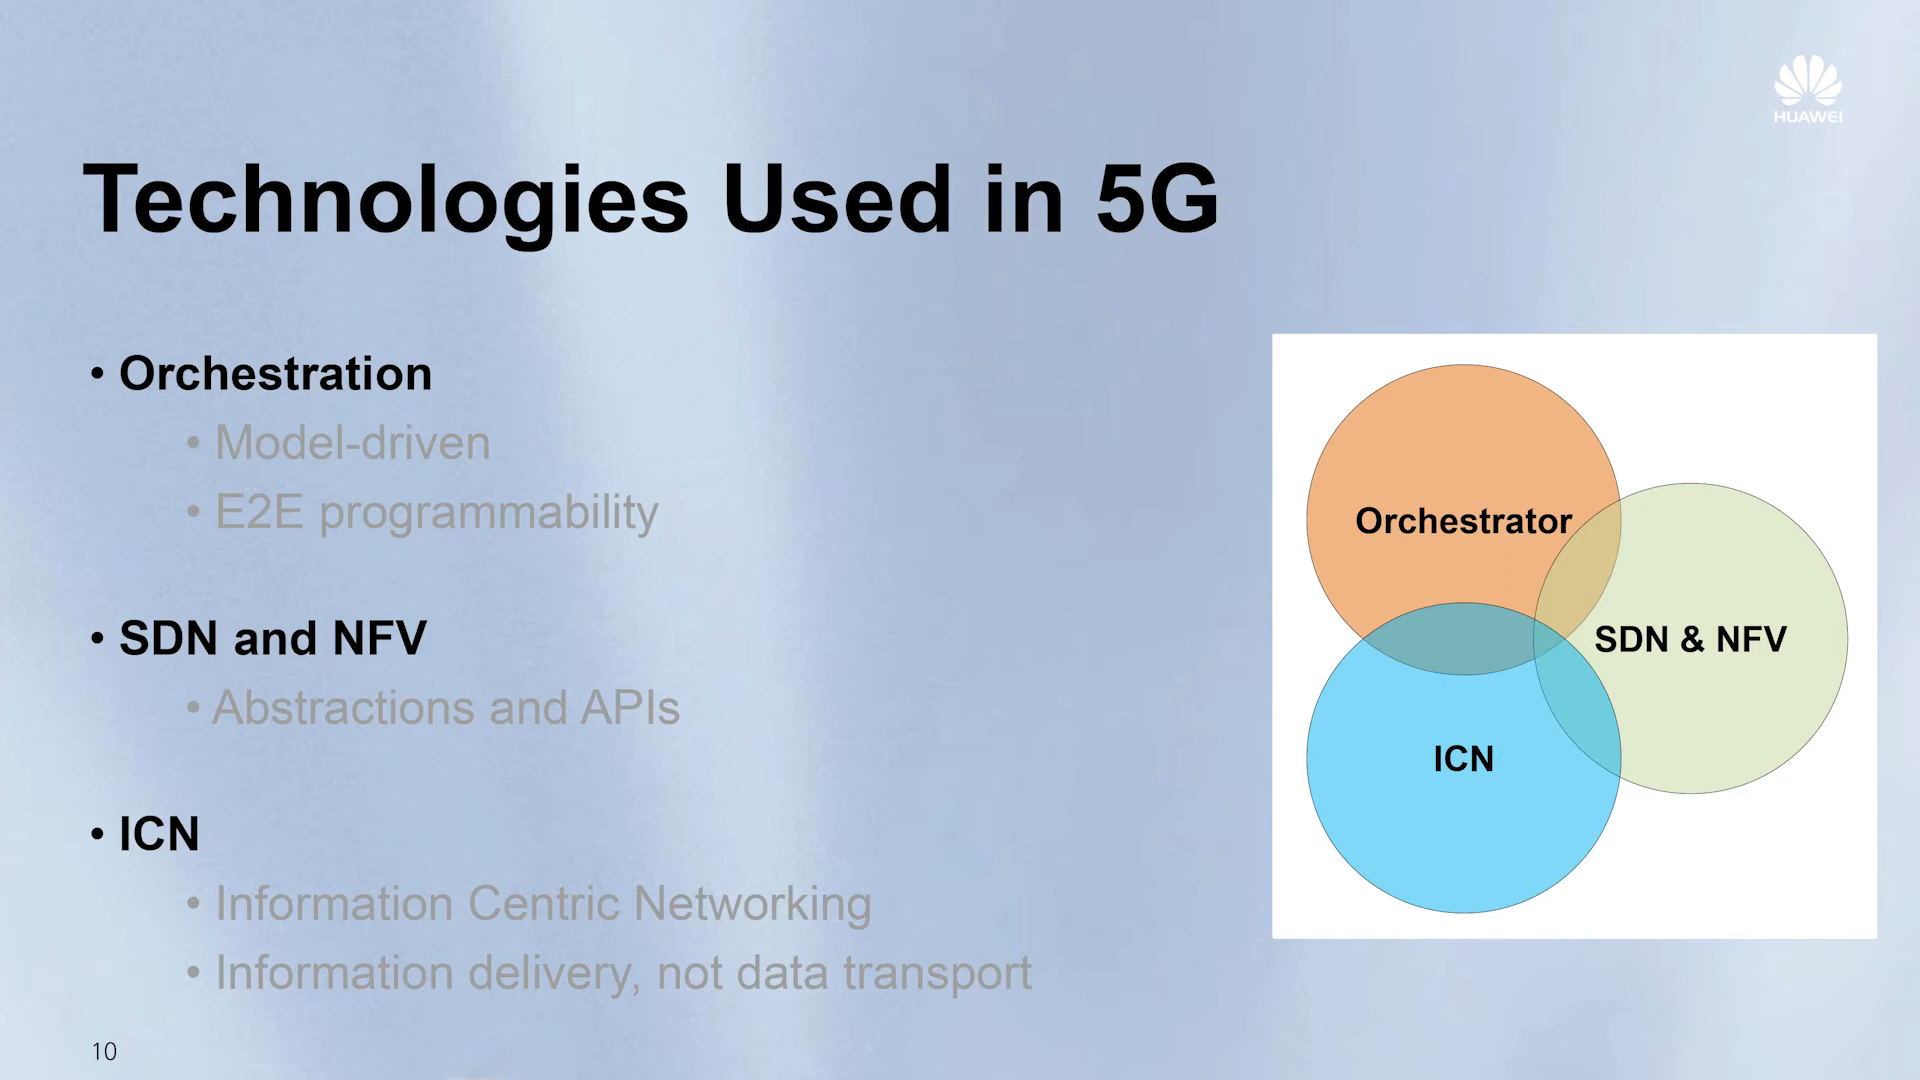 HUAWEI
Technologies Used in 5G
• Orchestration
• Model-driven
• E2E programmability
• SDN and NFV
• Abstractions and APIs
• ICN
• Information Centric Networking
• Information delivery, not data transport
Orchestrator
SDN & NFV
ICN
10